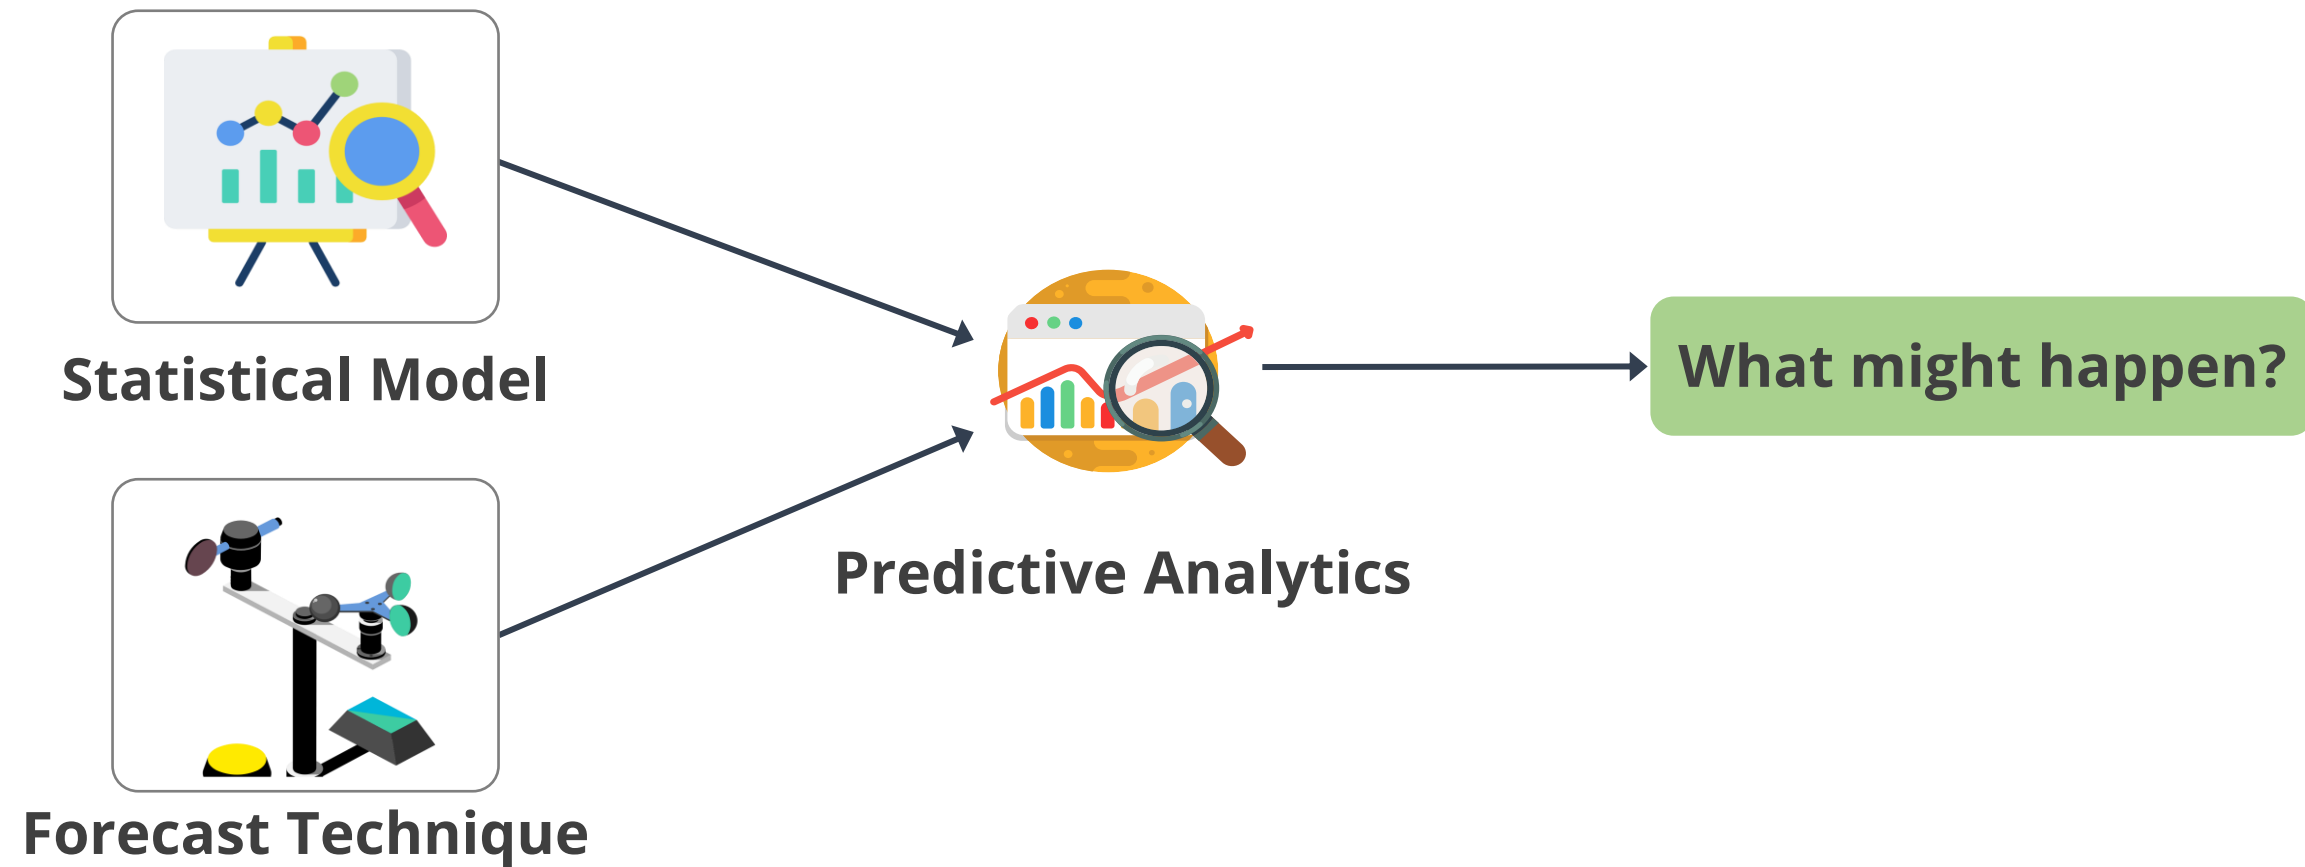 Statistical Model
What might happen?
Predictive Analytics
Forecast Technique